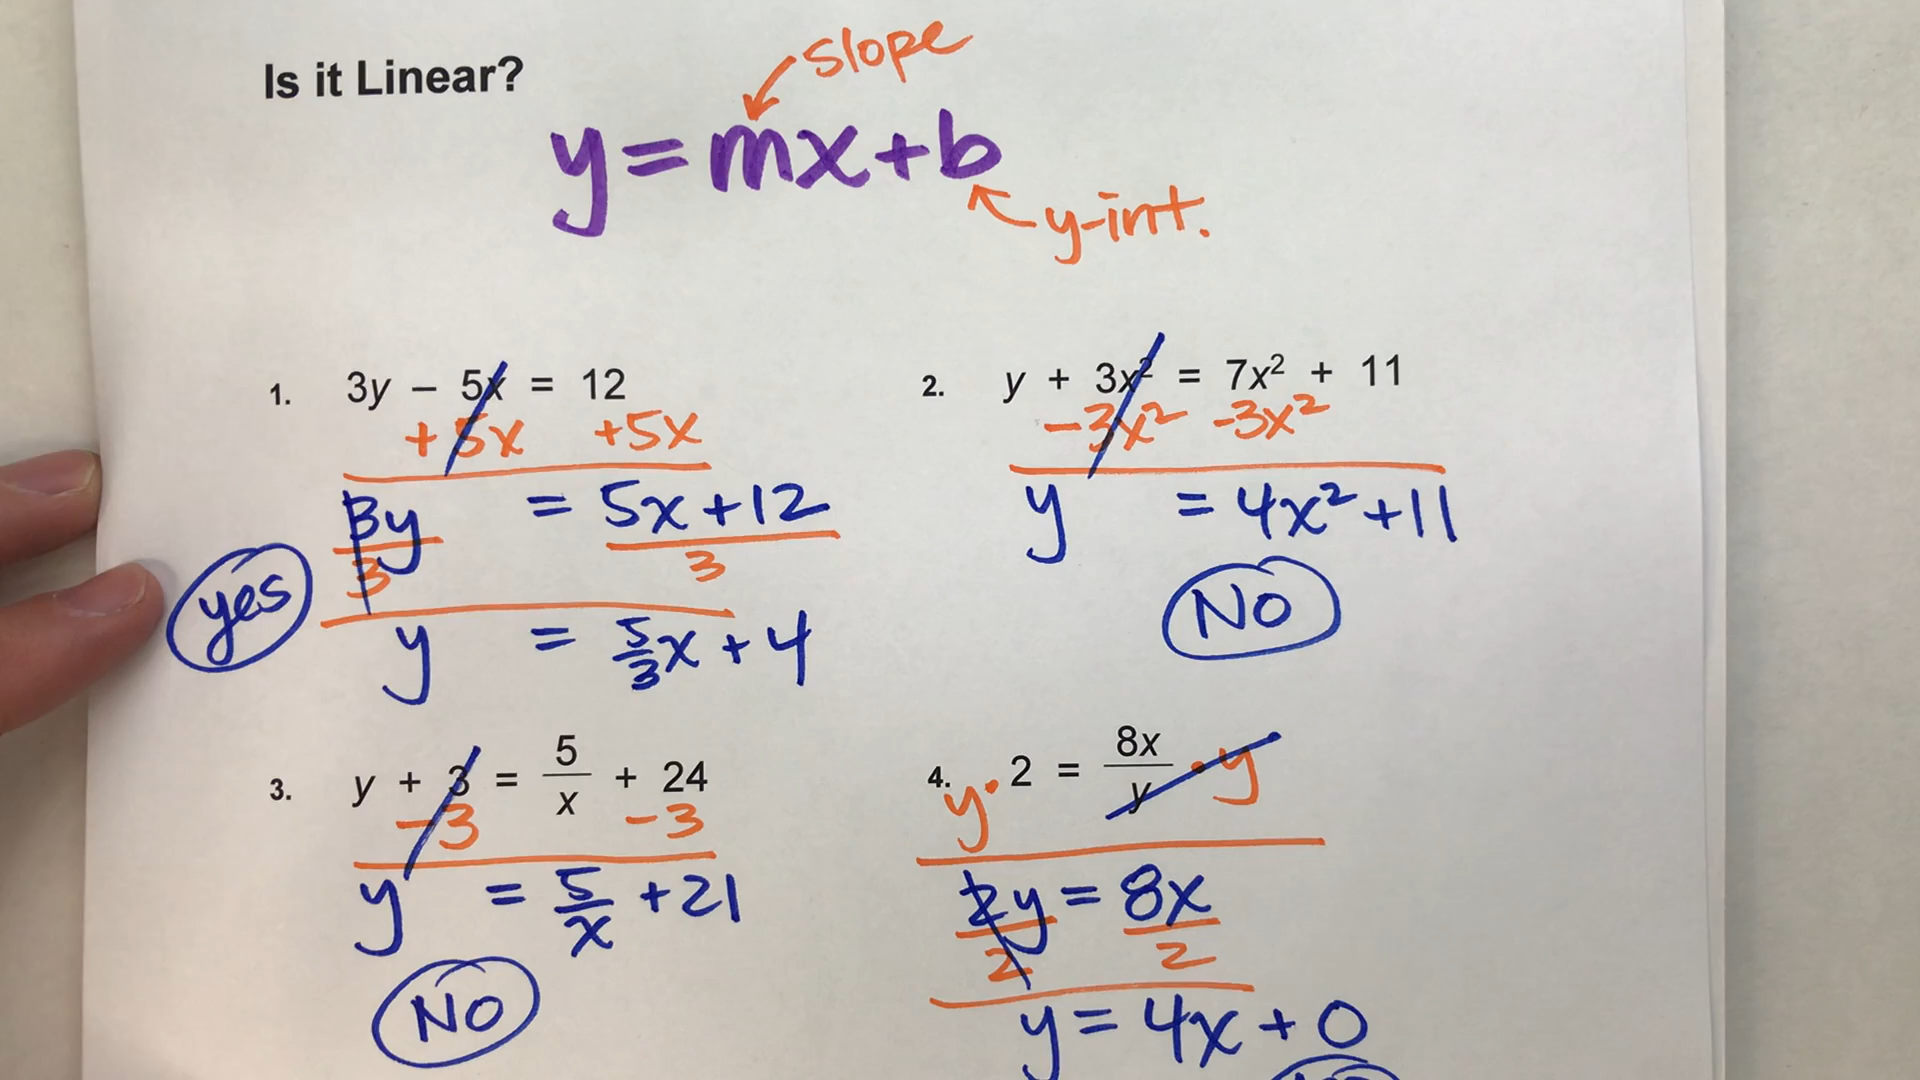 Is it Linear?
slope
y=mx+b
y-int.
1. 3y – 5x = 12
+5x +5x
3y = 5x+12
3 3
yes
y = 5/3x+4
2. y + 3x² = 7x² + 11
-3x² -3x²
y = 4x²+11
NO
3. y + 3 = 5/x + 24
-3 -3
y = 5/x +21
NO
4. y· 2 = 8x/y ·y
2y = 8x
2 2
y = 4x+0